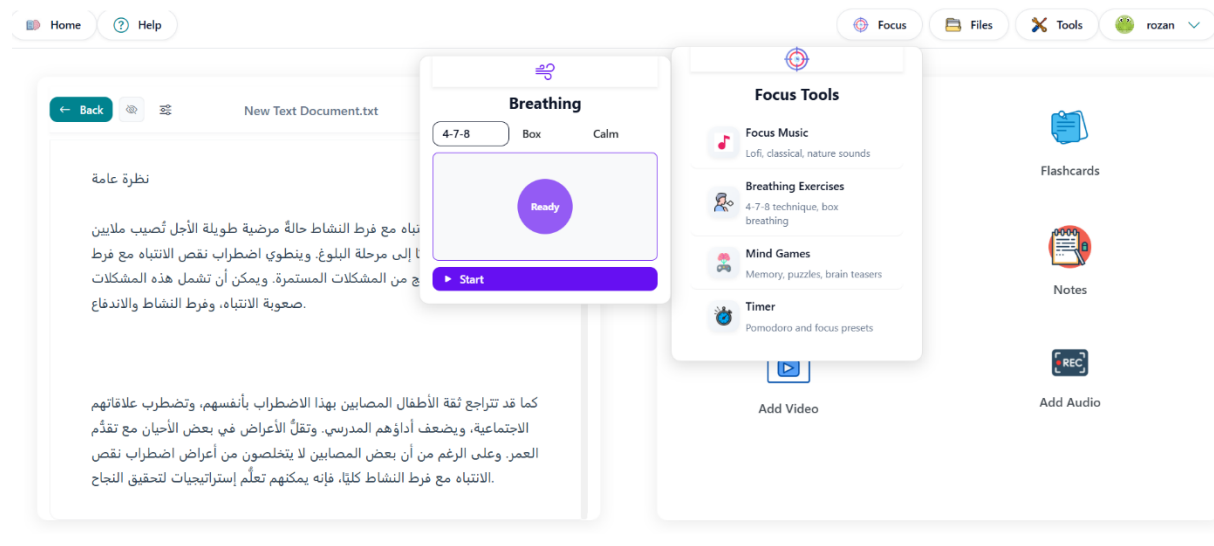 Home
Help
Focus
Files
Tools
rozan
Back
New Text Document.txt
نظرة عامة
تباه مع فرط النشاط حالةٌ مرضية طويلة الأجل تُصيب ملايين
ا إلى مرحلة البلوغ. وينطوي اضطراب نقص الانتباه مع فرط
ج من المشكلات المستمرة. ويمكن أن تشمل هذه المشكلات
.صعوبة الانتباه، وفرط النشاط والاندفاع
كما قد تتراجع ثقة الأطفال المصابين بهذا الاضطراب بأنفسهم، وتضطرب علاقاتهم
الاجتماعية، ويضعف أداؤهم المدرسي. وتقلُّ الأعراض في بعض الأحيان مع تقدُّم
العمر. وعلى الرغم من أن بعض المصابين لا يتخلصون من أعراض اضطراب نقص
.الانتباه مع فرط النشاط كليًا، فإنه يمكنهم تعلُّم إستراتيجيات لتحقيق النجاح
Breathing
4-7-8
Box
Calm
Ready
Start
Focus Tools
Focus Music
Lofi, classical, nature sounds
Breathing Exercises
4-7-8 technique, box
breathing
Mind Games
Memory, puzzles, brain teasers
Timer
Pomodoro and focus presets
Flashcards
Notes
Add Video
REC
Add Audio